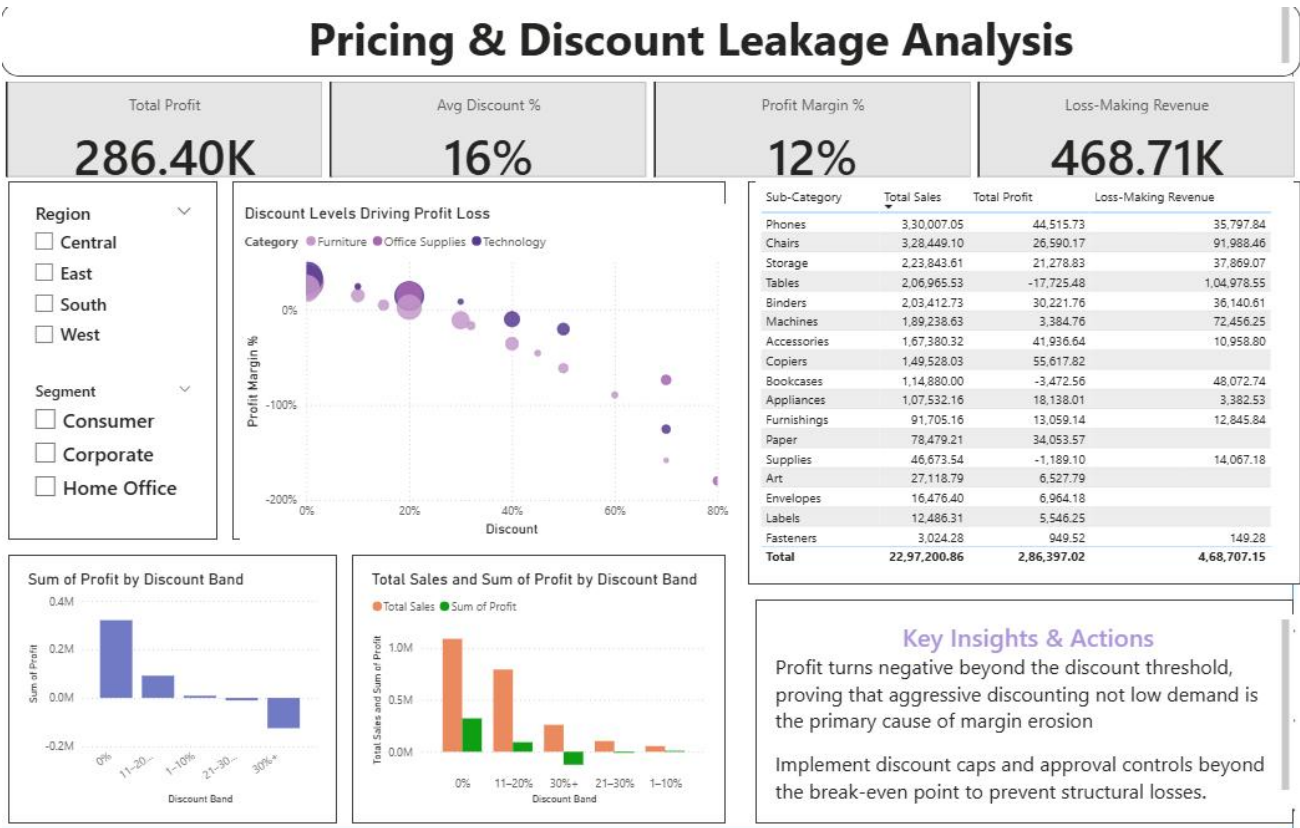 Pricing & Discount Leakage Analysis
Total Profit
286.40K
Avg Discount %
16%
Profit Margin %
12%
Loss-Making Revenue
468.71K
Region
Central
East
South
West
Segment
Consumer
Corporate
Home Office
Discount Levels Driving Profit Loss
Category Furniture Office Supplies Technology
Profit Margin %
0%
-100%
-200%
0% 20% 40% 60% 80%
Discount
Sub-Category Total Sales Total Profit Loss-Making Revenue
Phones 3,30,007.05 44,515.73 35,797.84
Chairs 3,28,449.10 26,590.17 91,988.46
Storage 2,23,843.61 21,278.83 37,869.07
Tables 2,06,965.53 -17,725.48 1,04,978.55
Binders 2,03,412.73 30,221.76 36,140.61
Machines 1,89,238.63 3,384.76 72,456.25
Accessories 1,67,380.32 41,936.64 10,958.80
Copiers 1,49,528.03 55,617.82
Bookcases 1,14,880.00 -3,472.56 48,072.74
Appliances 1,07,532.16 18,138.01 3,382.53
Furnishings 91,705.16 13,059.14 12,845.84
Paper 78,479.21 34,053.57
Supplies 46,673.54 -1,189.10 14,067.18
Art 27,118.79 6,527.79
Envelopes 16,476.40 6,964.18
Labels 12,486.31 5,546.25
Fasteners 3,024.28 949.52 149.28
Total 22,97,200.86 2,86,397.02 4,68,707.15
Sum of Profit by Discount Band
Sum of Profit
0.4M
0.2M
0.0M
-0.2M
0% 11–20... 1–10% 21–30... 30%+
Discount Band
Total Sales and Sum of Profit by Discount Band
Total Sales Sum of Profit
Total Sales and Sum of Profit
1.0M
0.5M
0.0M
0% 11–20% 30%+ 21–30% 1–10%
Discount Band
Key Insights & Actions
Profit turns negative beyond the discount threshold,
proving that aggressive discounting not low demand is
the primary cause of margin erosion
Implement discount caps and approval controls beyond
the break-even point to prevent structural losses.